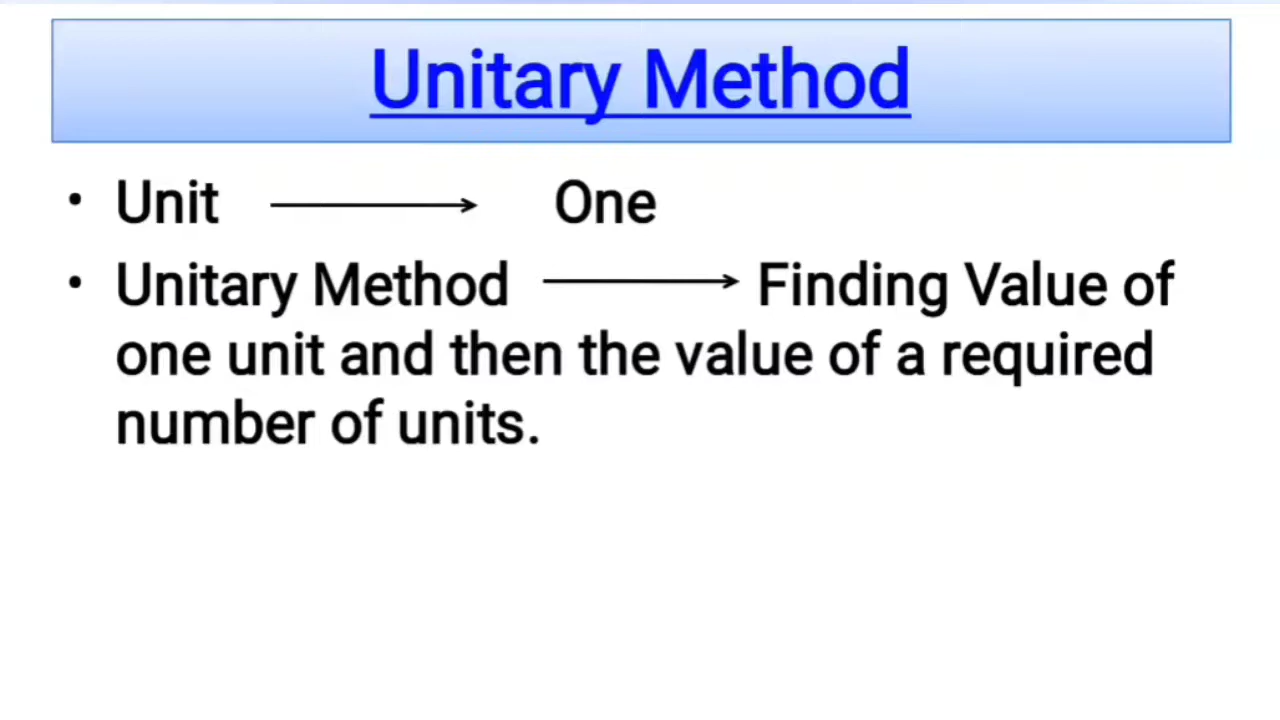 Unitary Method
• Unit → One
• Unitary Method → Finding Value of
one unit and then the value of a required
number of units.